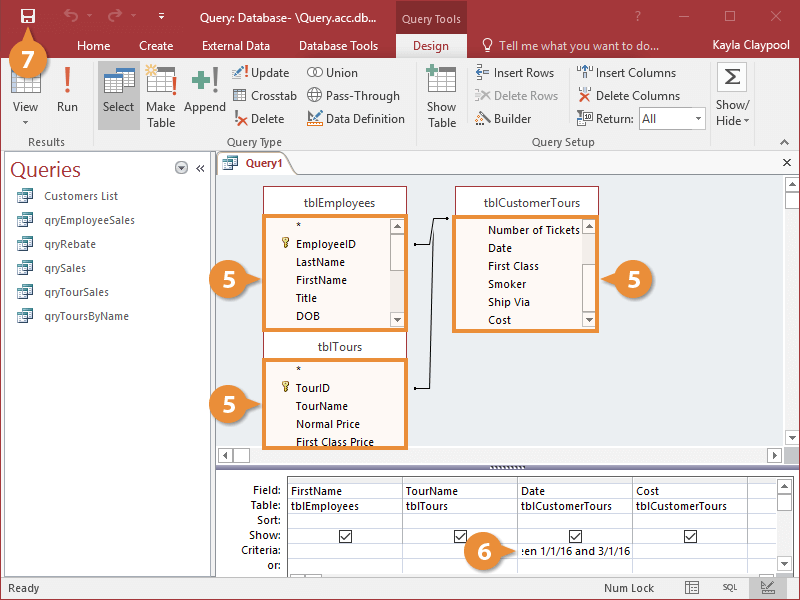 Query: Database- \Query.acc.db...
Query Tools
?
7
Home
Create
External Data
Database Tools
Design
Tell me what you want to do...
Kayla Claypool
View
Run
Results
Select
Make
Table
Append
Update
Crosstab
Delete
Union
Pass-Through
Data Definition
Query Type
Show
Table
Insert Rows
Delete Rows
Builder
Insert Columns
Delete Columns
Return: All
Query Setup
Σ
Show/
Hide
Queries
Customers List
qryEmployeeSales
qryRebate
qrySales
qryTourSales
qryToursByName
Query1
tblEmployees
*
EmployeeID
LastName
FirstName
Title
DOB
5
tblCustomerTours
Number of Tickets
Date
First Class
Smoker
Ship Via
Cost
5
tblTours
*
TourID
TourName
Normal Price
First Class Price
5
Field: FirstName TourName Date Cost
Table: tblEmployees tblTours tblCustomerTours tblCustomerTours
Sort:
Show:
Criteria: een 1/1/16 and 3/1/16
or:
6
Ready
Num Lock
SQL